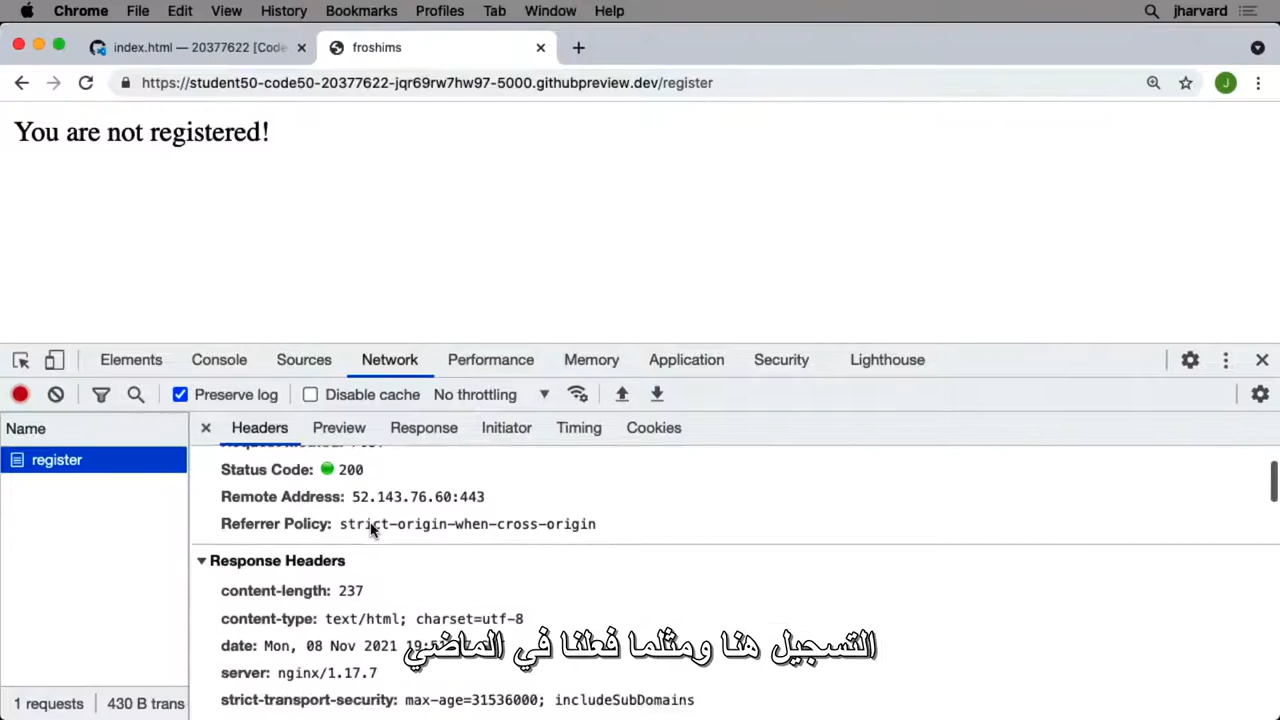 Chrome File Edit View History Bookmarks Profiles Tab Window Help jharvard
index.html — 20377622 [Code froshims
https://student50-code50-20377622-jqr69rw7hw97-5000.githubpreview.dev/register J
You are not registered!
Elements Console Sources Network Performance Memory Application Security Lighthouse
Preserve log Disable cache No throttling
Name Headers Preview Response Initiator Timing Cookies
register
Status Code: 200
Remote Address: 52.143.76.60:443
Referrer Policy: strict-origin-when-cross-origin
Response Headers
content-length: 237
content-type: text/html; charset=utf-8
date: Mon, 08 Nov 2021
التسجيل هنا ومثلما فعلنا في الماضي
server: nginx/1.17.7
strict-transport-security: max-age=31536000; includeSubDomains
1 requests 430 B trans